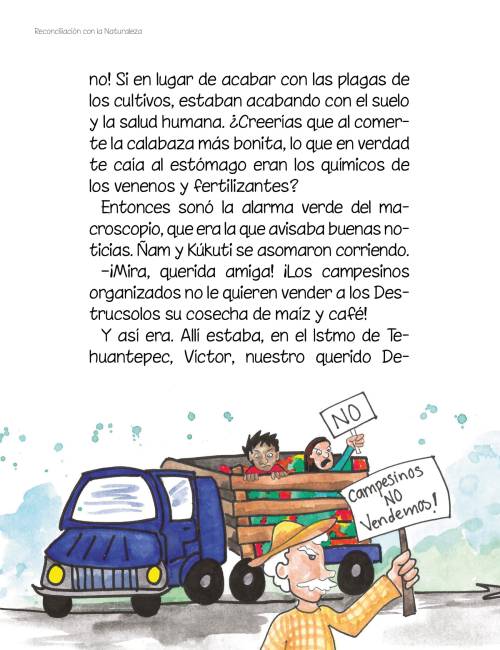 Reconciliación con la Naturaleza
no! Si en lugar de acabar con las plagas de
los cultivos, estaban acabando con el suelo
y la salud humana. ¿Creerías que al comer-
te la calabaza más bonita, lo que en verdad
te caía al estómago eran los químicos de
los venenos y fertilizantes?
Entonces sonó la alarma verde del ma-
croscopio, que era la que avisaba buenas no-
ticias. Ñam y Kúkuti se asomaron corriendo.
-¡Mira, querida amiga! ¡Los campesinos
organizados no le quieren vender a los Des-
trucsolos su cosecha de maíz y café!
Y así era. Allí estaba, en el Istmo de Te-
huantepec, Víctor, nuestro querido De-
NO
Campesinos
NO
Vendemos!